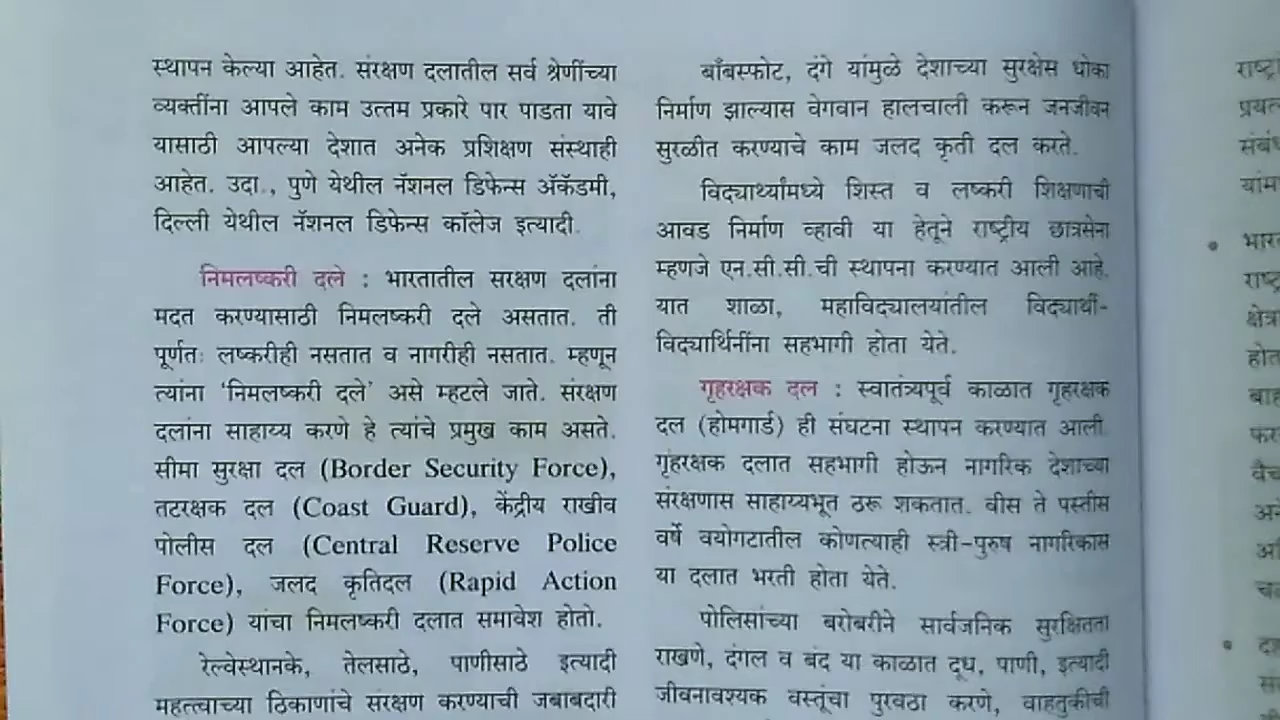 स्थापन केल्या आहेत. संरक्षण दलातील सर्व श्रेणींच्या
व्यक्तींना आपले काम उत्तम प्रकारे पार पाडता यावे
यासाठी आपल्या देशात अनेक प्रशिक्षण संस्थाही
आहेत. उदा., पुणे येथील नॅशनल डिफेन्स ॲकॅडमी,
दिल्ली येथील नॅशनल डिफेन्स कॉलेज इत्यादी.
निमलष्करी दले : भारतातील सरक्षण दलांना
मदत करण्यासाठी निमलष्करी दले असतात. ती
पूर्णतः लष्करीही नसतात व नागरीही नसतात. म्हणून
त्यांना ‘निमलष्करी दले’ असे म्हटले जाते. संरक्षण
दलांना साहाय्य करणे हे त्यांचे प्रमुख काम असते.
सीमा सुरक्षा दल (Border Security Force),
तटरक्षक दल (Coast Guard), केंद्रीय राखीव
पोलीस दल (Central Reserve Police
Force), जलद कृतिदल (Rapid Action
Force) यांचा निमलष्करी दलात समावेश होतो.
रेल्वेस्थानके, तेलसाठे, पाणीसाठे इत्यादी
महत्त्वाच्या ठिकाणांचे संरक्षण करण्याची जबाबदारी
बाँबस्फोट, दंगे यांमुळे देशाच्या सुरक्षेस धोका
निर्माण झाल्यास वेगवान हालचाली करून जनजीवन
सुरळीत करण्याचे काम जलद कृती दल करते.
विद्यार्थ्यांमध्ये शिस्त व लष्करी शिक्षणाची
आवड निर्माण व्हावी या हेतूने राष्ट्रीय छात्रसेना
म्हणजे एन.सी.सी.ची स्थापना करण्यात आली आहे.
यात शाळा, महाविद्यालयांतील विद्यार्थी-
विद्यार्थिनींना सहभागी होता येते.
गृहरक्षक दल : स्वातंत्र्यपूर्व काळात गृहरक्षक
दल (होमगार्ड) ही संघटना स्थापन करण्यात आली.
गृहरक्षक दलात सहभागी होऊन नागरिक देशाच्या
संरक्षणास साहाय्यभूत ठरू शकतात. वीस ते पस्तीस
वर्षे वयोगटातील कोणत्याही स्त्री-पुरुष नागरिकास
या दलात भरती होता येते.
पोलिसांच्या बरोबरीने सार्वजनिक सुरक्षितता
राखणे, दंगल व बंद या काळात दूध, पाणी, इत्यादी
जीवनावश्यक वस्तूंचा पुरवठा करणे, वाहतुकीची